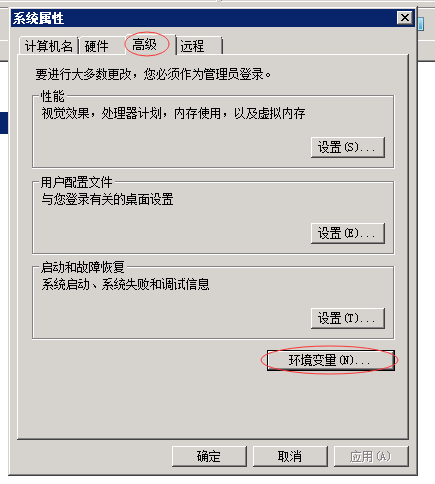 系统属性
计算机名 硬件 高级 远程
要进行大多数更改，您必须作为管理员登录。
性能
视觉效果，处理器计划，内存使用，以及虚拟内存
设置(S)...
用户配置文件
与您登录有关的桌面设置
设置(E)...
启动和故障恢复
系统启动、系统失败和调试信息
设置(T)...
环境变量(N)...
确定 取消 应用(A)